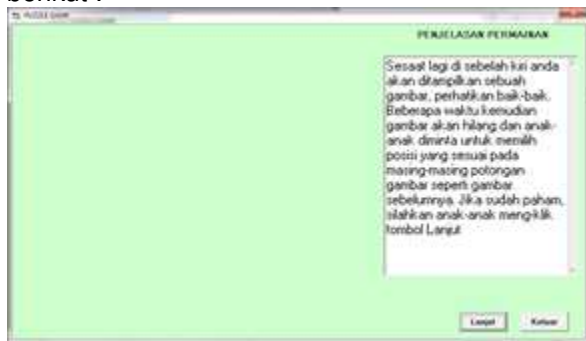 berikut :
PUZZLE GAME
PENJELASAN PERMAINAN
Sesaat lagi di sebelah kiri anda
akan ditampilkan sebuah
gambar, perhatikan baik-baik.
Beberapa waktu kemudian
gambar akan hilang dan anak-
anak diminta untuk memilih
posisi yang sesuai pada
masing-masing potongan
gambar seperti gambar
sebelumnya. Jika sudah paham,
silahkan anak-anak meng-klik
tombol Lanjut
Lanjut
Keluar